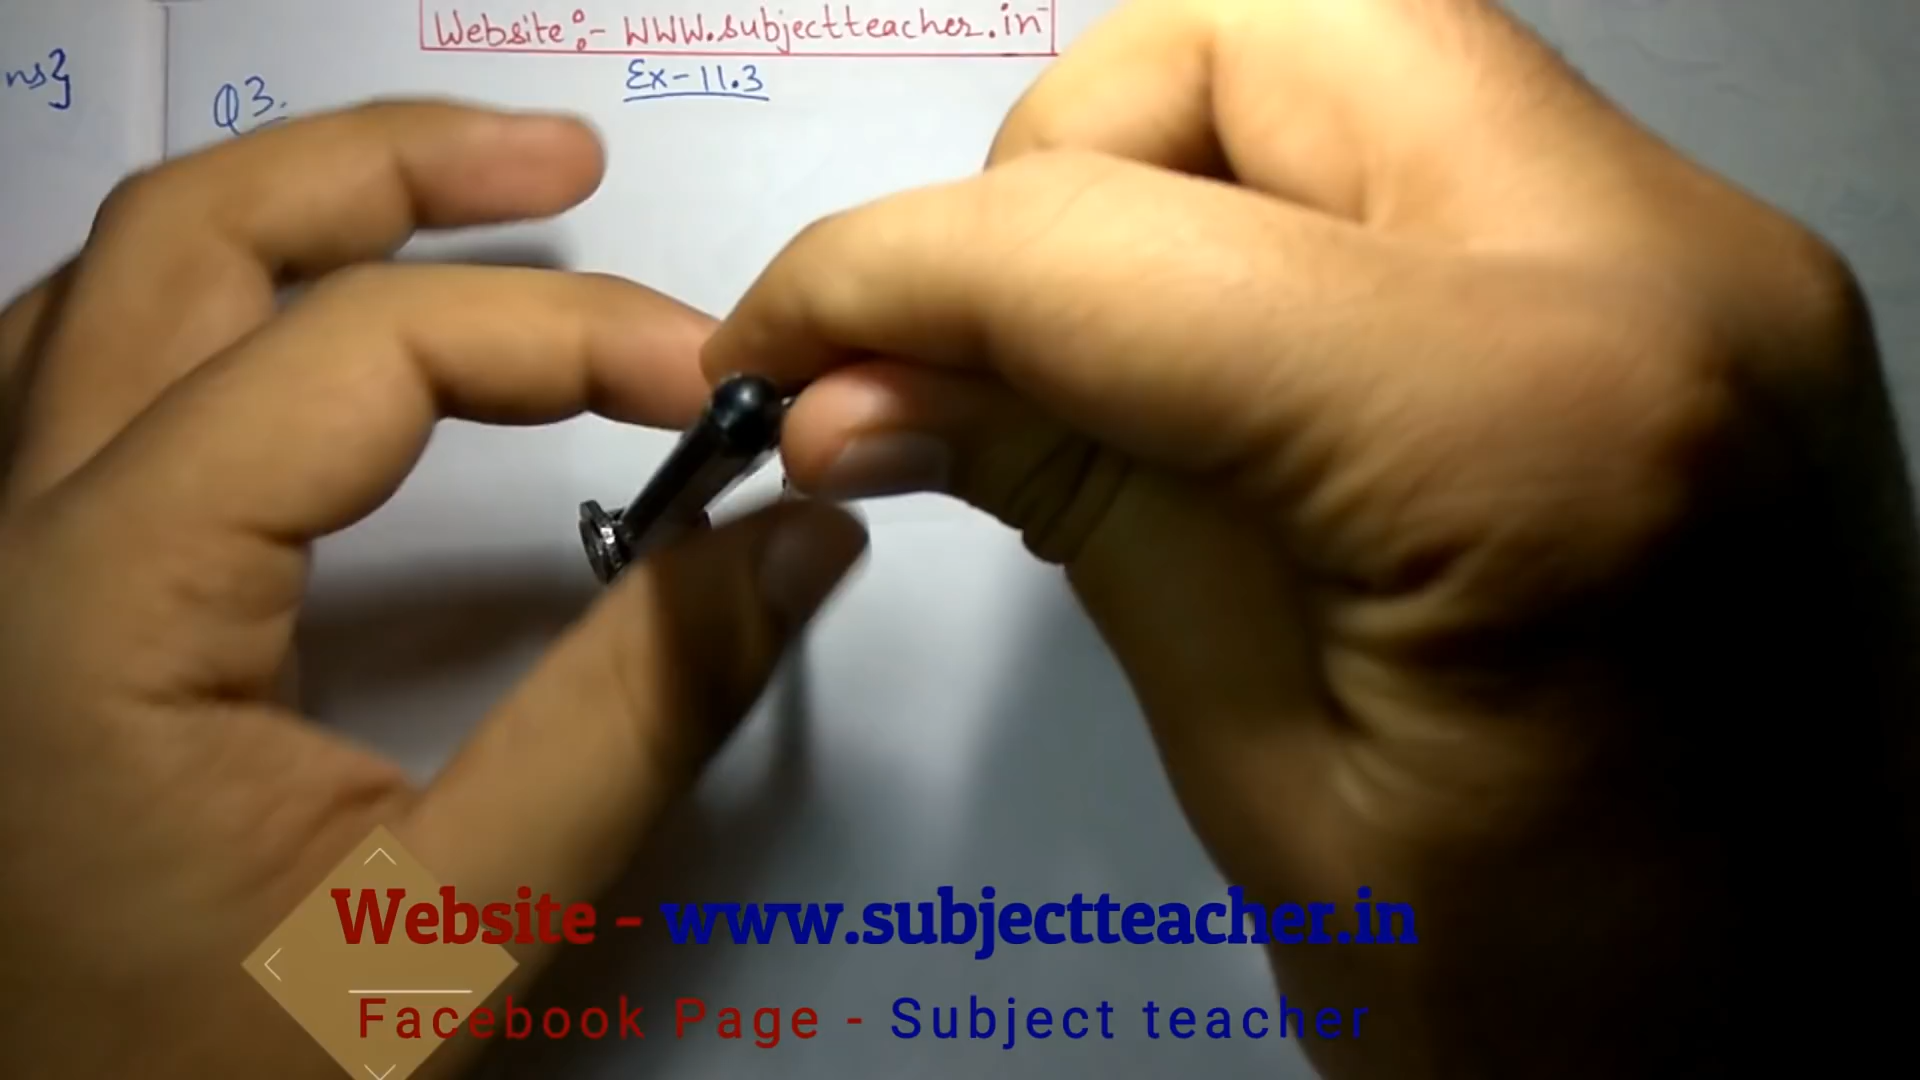 Website:- WWW.subjectteacher.in
Ex-11.3
ns}
Q3.
Website - www.subjectteacher.in
Facebook Page - Subject teacher